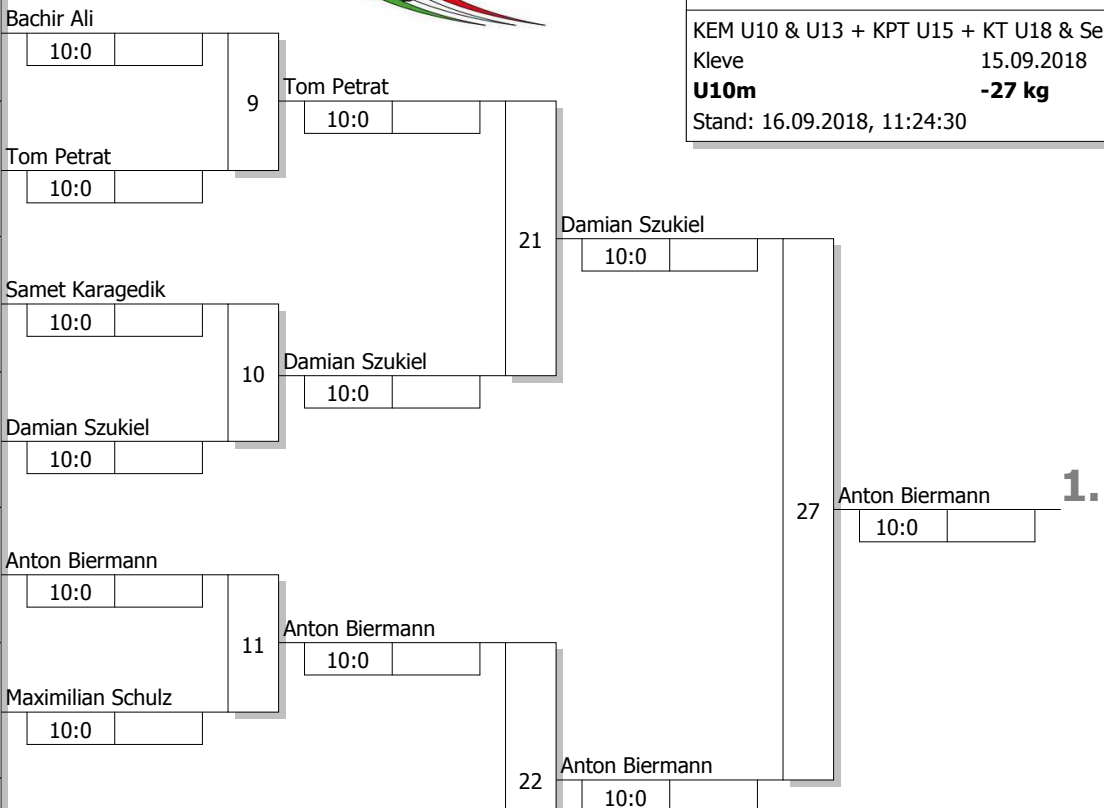 KEM U10 & U13 + KPT U15 + KT U18 & Se
Kleve 15.09.2018
U10m -27 kg
Stand: 16.09.2018, 11:24:30
Bachir Ali
10:0
9
Tom Petrat
10:0
Tom Petrat
10:0
21
Damian Szukiel
10:0
Samet Karagedik
10:0
10
Damian Szukiel
10:0
Damian Szukiel
10:0
27
Anton Biermann
10:0
1.
Anton Biermann
10:0
11
Anton Biermann
10:0
Maximilian Schulz
10:0
22
Anton Biermann
10:0